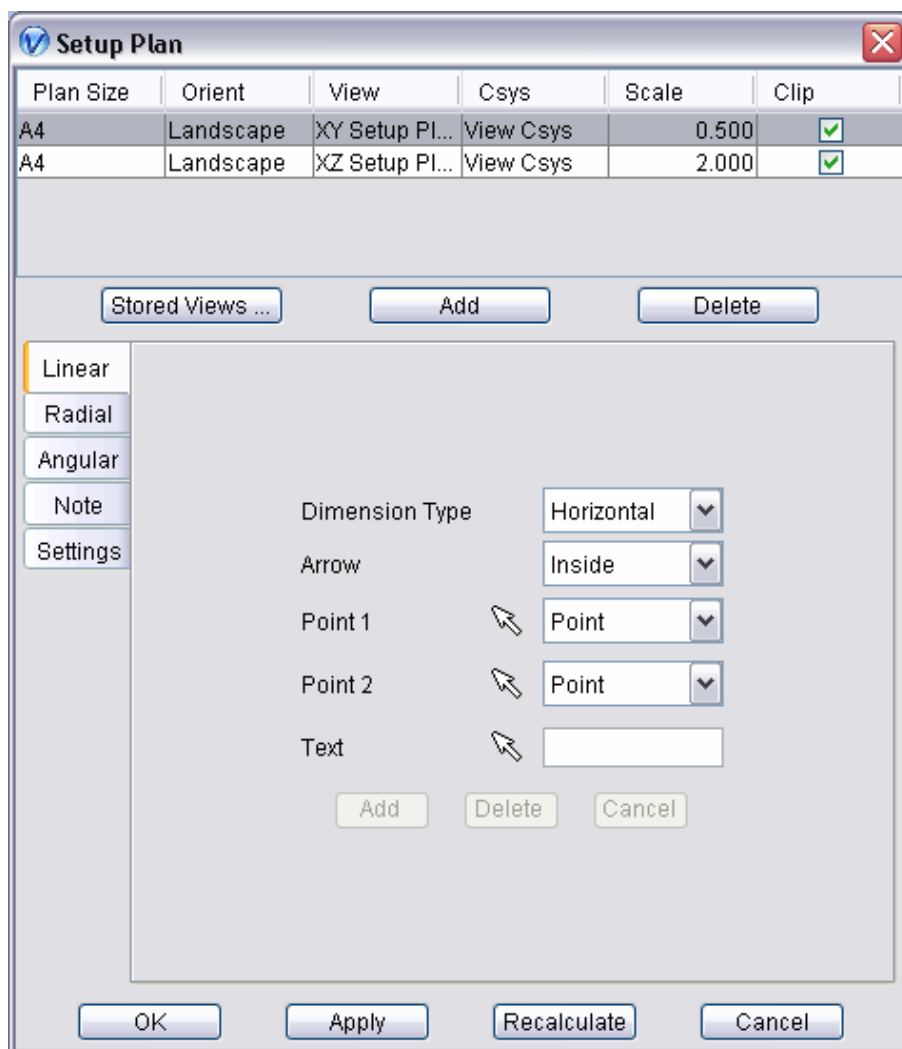 Setup Plan
Plan Size Orient View Csys Scale Clip
A4 Landscape XY Setup Pl... View Csys 0.500
A4 Landscape XZ Setup Pl... View Csys 2.000
Stored Views ... Add Delete
Linear
Radial
Angular
Note
Settings
Dimension Type Horizontal
Arrow Inside
Point 1 Point
Point 2 Point
Text
Add Delete Cancel
OK Apply Recalculate Cancel